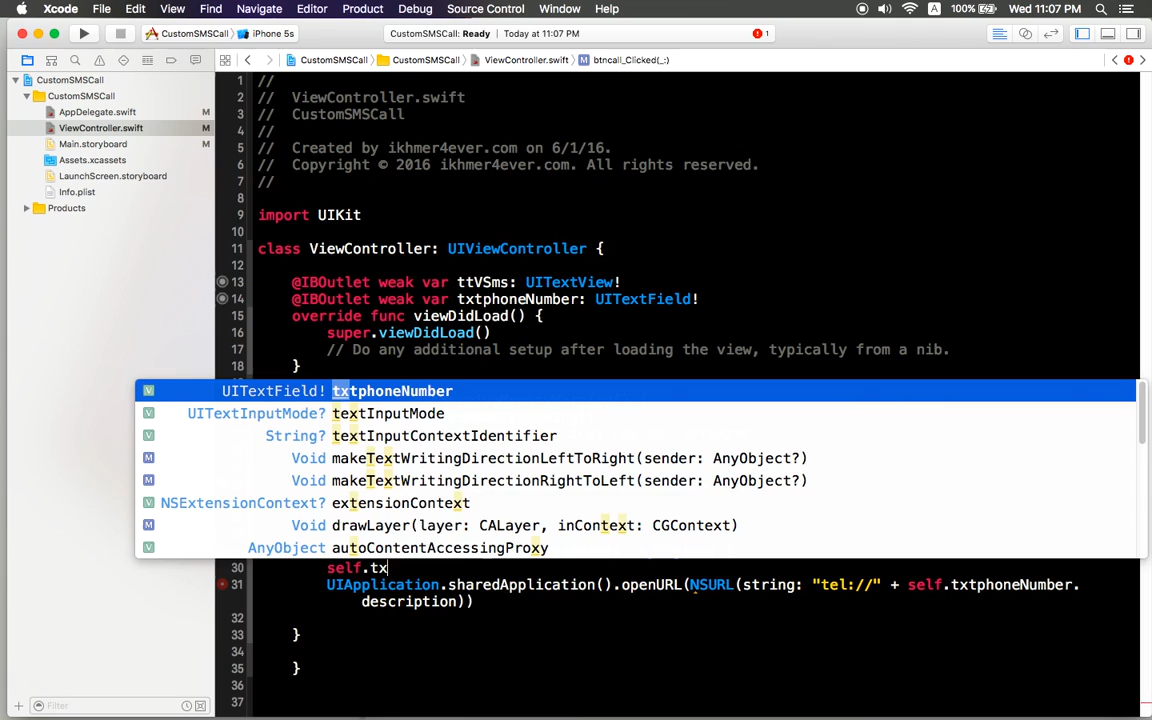 Xcode File Edit View Find Navigate Editor Product Debug Source Control Window Help A 100% Wed 11:07 PM
CustomSMSCall iPhone 5s CustomSMSCall: Ready Today at 11:07 PM 1
CustomSMSCall CustomSMSCall ViewController.swift M btncall_Clicked(_:)
CustomSMSCall
CustomSMSCall
AppDelegate.swift M
ViewController.swift M
Main.storyboard M
Assets.xcassets
LaunchScreen.storyboard
Info.plist
Products
Filter
1 //
2 // ViewController.swift
3 // CustomSMSCall
4 //
5 // Created by ikhmer4ever.com on 6/1/16.
6 // Copyright © 2016 ikhmer4ever.com. All rights reserved.
7 //
8
9 import UIKit
10
11 class ViewController: UIViewController {
12
13 @IBOutlet weak var ttVSms: UITextView!
14 @IBOutlet weak var txtphoneNumber: UITextField!
15 override func viewDidLoad() {
16 super.viewDidLoad()
17 // Do any additional setup after loading the view, typically from a nib.
18 }
V UITextField! txtphoneNumber
V UITextInputMode? textInputMode
V String? textInputContextIdentifier
M Void makeTextWritingDirectionLeftToRight(sender: AnyObject?)
M Void makeTextWritingDirectionRightToLeft(sender: AnyObject?)
V NSExtensionContext? extensionContext
M Void drawLayer(layer: CALayer, inContext: CGContext)
M AnyObject autoContentAccessingProxy
30 self.tx
31 UIApplication.sharedApplication().openURL(NSURL(string: "tel://" + self.txtphoneNumber.
description))
32
33 }
34
35 }
36
37